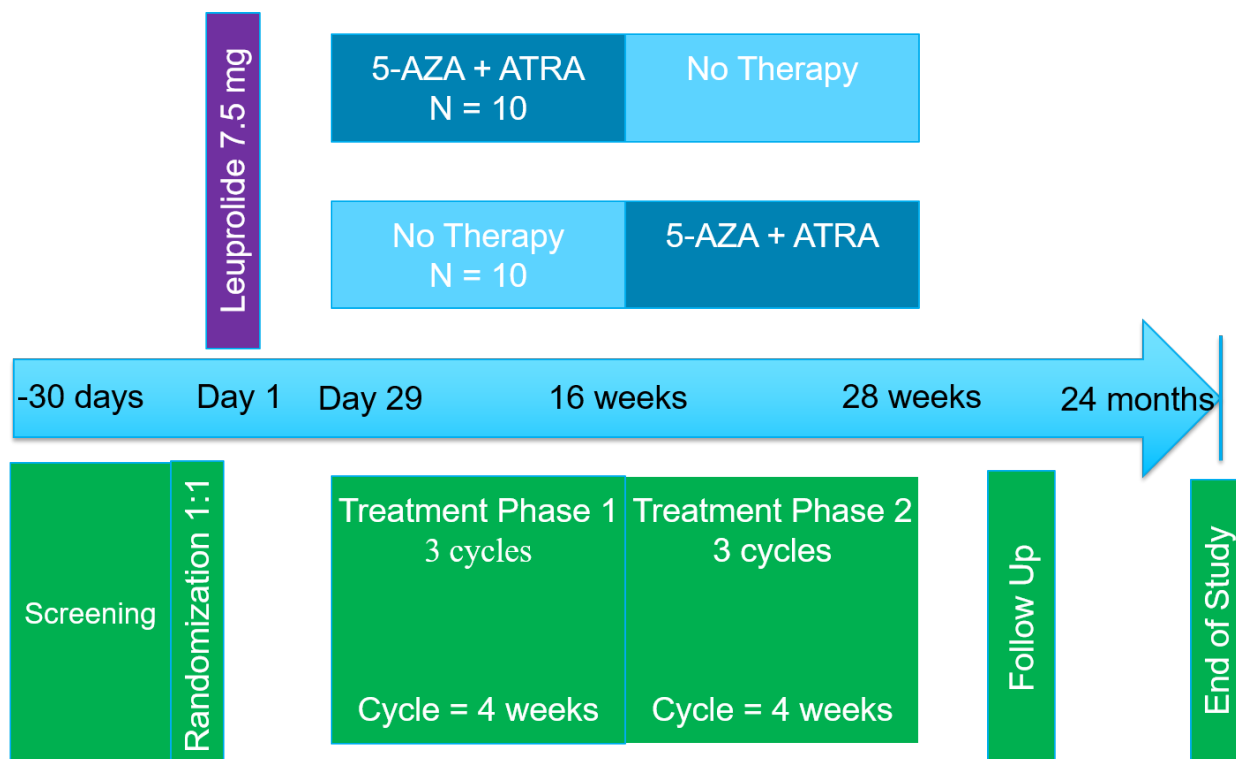 Leuprolide 7.5 mg
5-AZA + ATRA
N = 10
No Therapy
No Therapy
N = 10
5-AZA + ATRA
-30 days
Day 1
Day 29
16 weeks
28 weeks
24 months
Screening
Randomization 1:1
Treatment Phase 1
3 cycles
Cycle = 4 weeks
Treatment Phase 2
3 cycles
Cycle = 4 weeks
Follow Up
End of Study